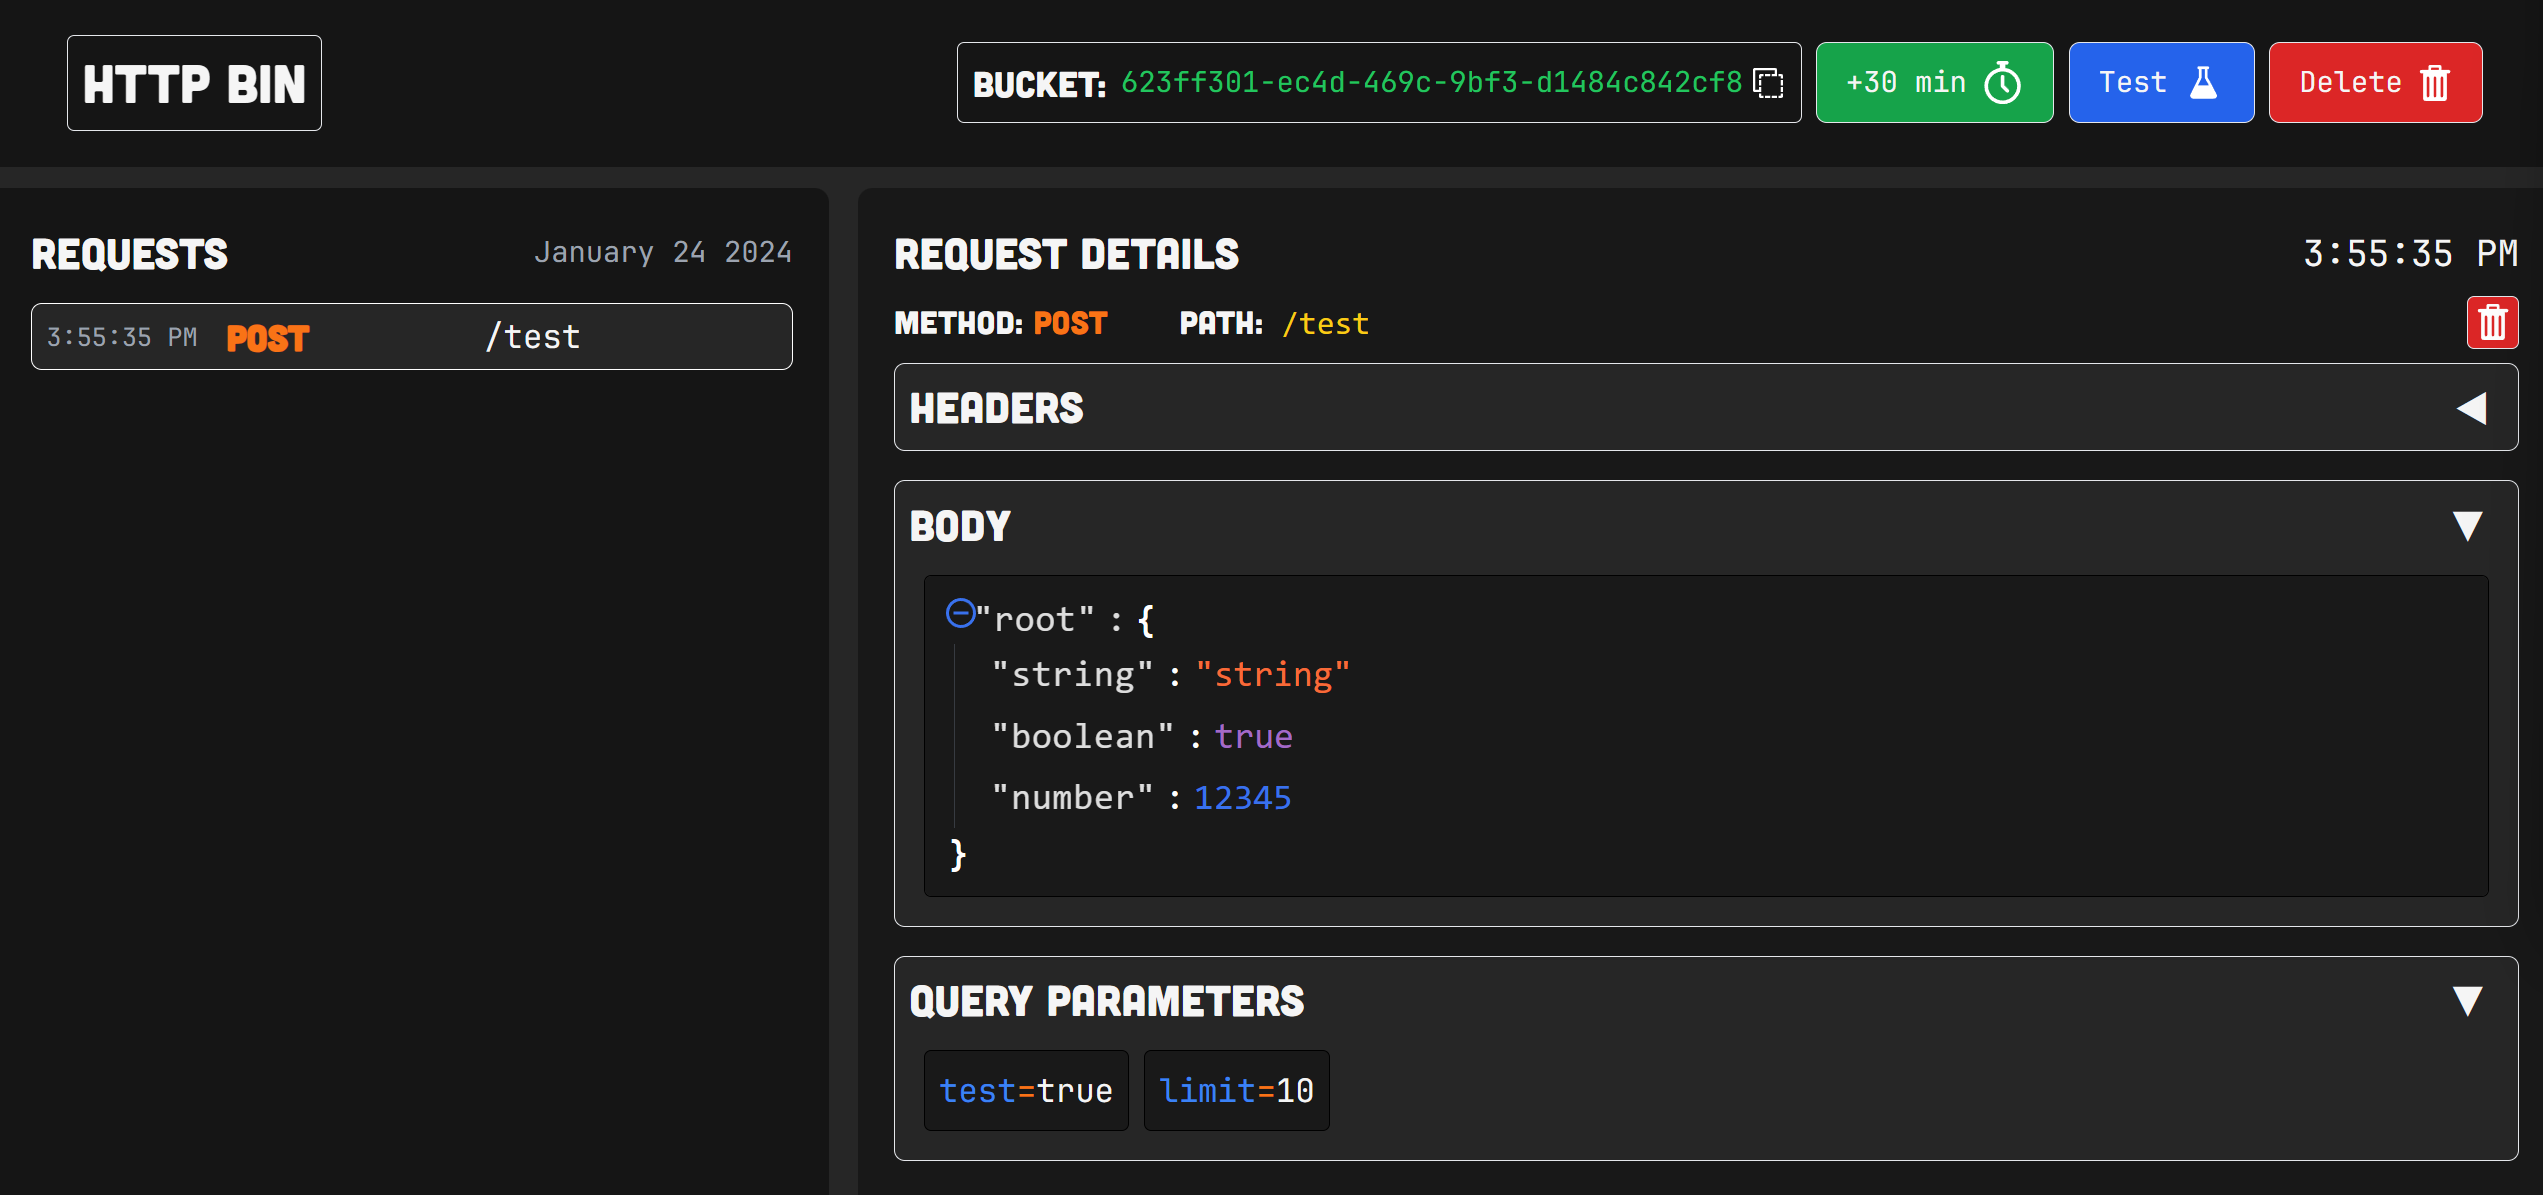 HTTP BIN
BUCKET: 623ff301-ec4d-469c-9bf3-d1484c842cf8
+30 min
Test
Delete
REQUESTS
January 24 2024
3:55:35 PM POST /test
REQUEST DETAILS
3:55:35 PM
METHOD: POST PATH: /test
HEADERS
BODY
"root" : {
"string" : "string"
"boolean" : true
"number" : 12345
}
QUERY PARAMETERS
test=true limit=10